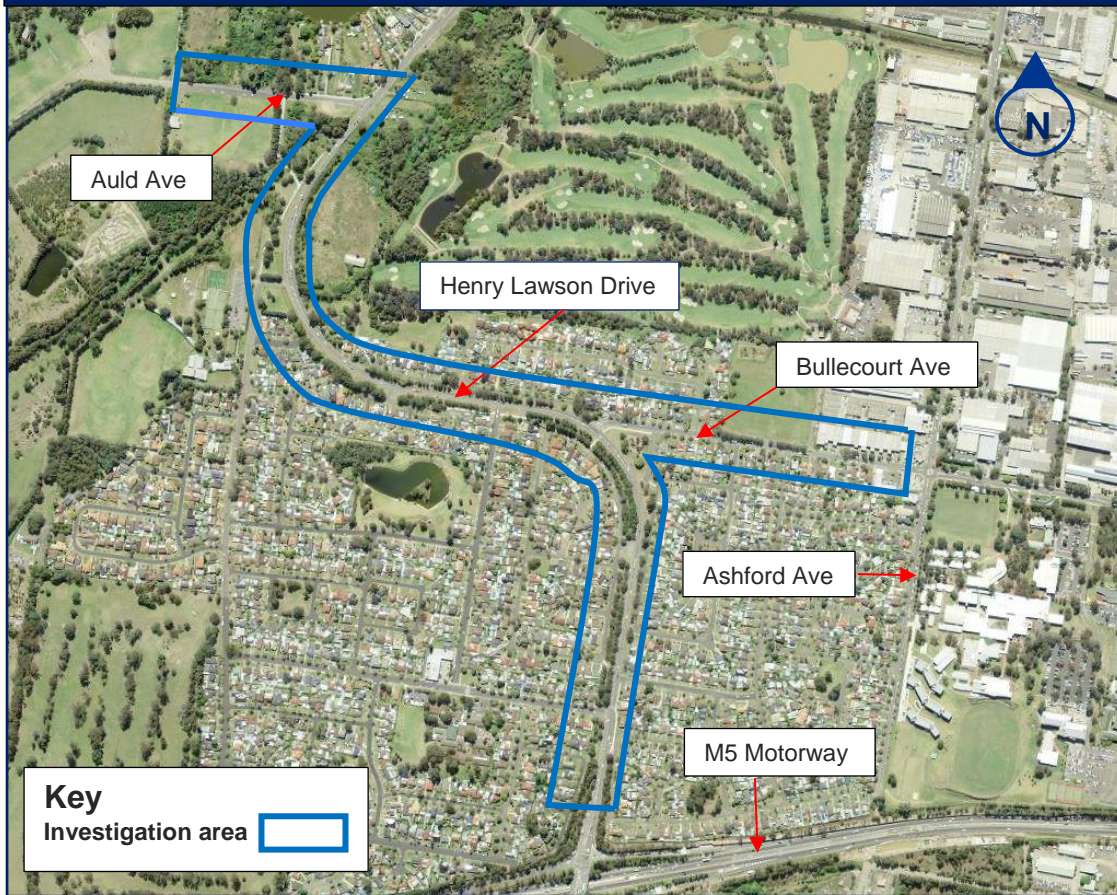 N
Auld Ave
Henry Lawson Drive
Bullecourt Ave
Ashford Ave
M5 Motorway
Key
Investigation area